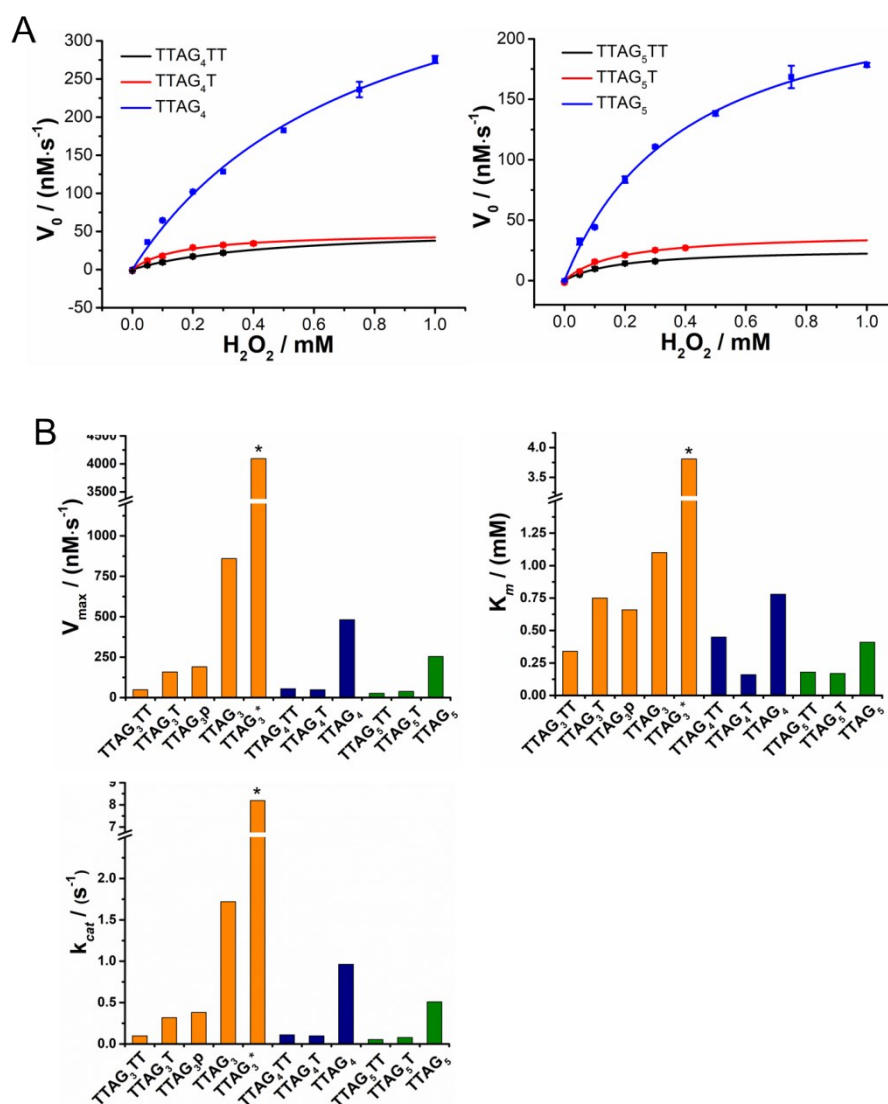 A
300
250
200
150
100
50
0
-50
V₀ / (nM·s⁻¹)
TTAG₄TT
TTAG₄T
TTAG₄
0.0 0.2 0.4 0.6 0.8 1.0
H₂O₂ / mM
200
150
100
50
0
V₀ / (nM·s⁻¹)
TTAG₅TT
TTAG₅T
TTAG₅
0.0 0.2 0.4 0.6 0.8 1.0
H₂O₂ / mM
B
4500
4000
3500
1000
750
500
250
0
Vmax / (nM·s⁻¹)
*
TTAG₃TT TTAG₃T TTAG₃p TTAG₃ TTAG₃* TTAG₄TT TTAG₄T TTAG₄ TTAG₅TT TTAG₅T TTAG₅
4.0
3.5
1.25
1.00
0.75
0.50
0.25
0.00
Km / (mM)
*
TTAG₃TT TTAG₃T TTAG₃p TTAG₃ TTAG₃* TTAG₄TT TTAG₄T TTAG₄ TTAG₅TT TTAG₅T TTAG₅
9
8
7
2.0
1.5
1.0
0.5
0.0
kcat / (s⁻¹)
*
TTAG₃TT TTAG₃T TTAG₃p TTAG₃ TTAG₃* TTAG₄TT TTAG₄T TTAG₄ TTAG₅TT TTAG₅T TTAG₅